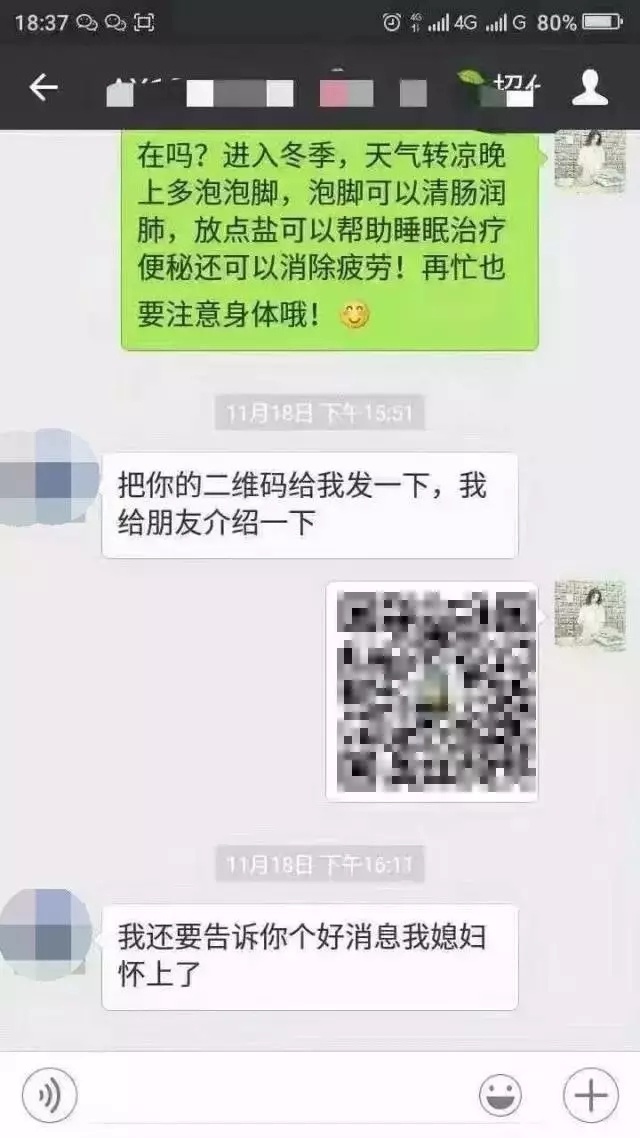 18:37
4G
4G
G
80%
在吗？进入冬季，天气转凉晚
上多泡泡脚，泡脚可以清肠润
肺，放点盐可以帮助睡眠治疗
便秘还可以消除疲劳！再忙也
要注意身体哦！
11月18日 下午15:51
把你的二维码给我发一下，我
给朋友介绍一下
11月18日 下午16:11
我还要告诉你个好消息我媳妇
怀上了